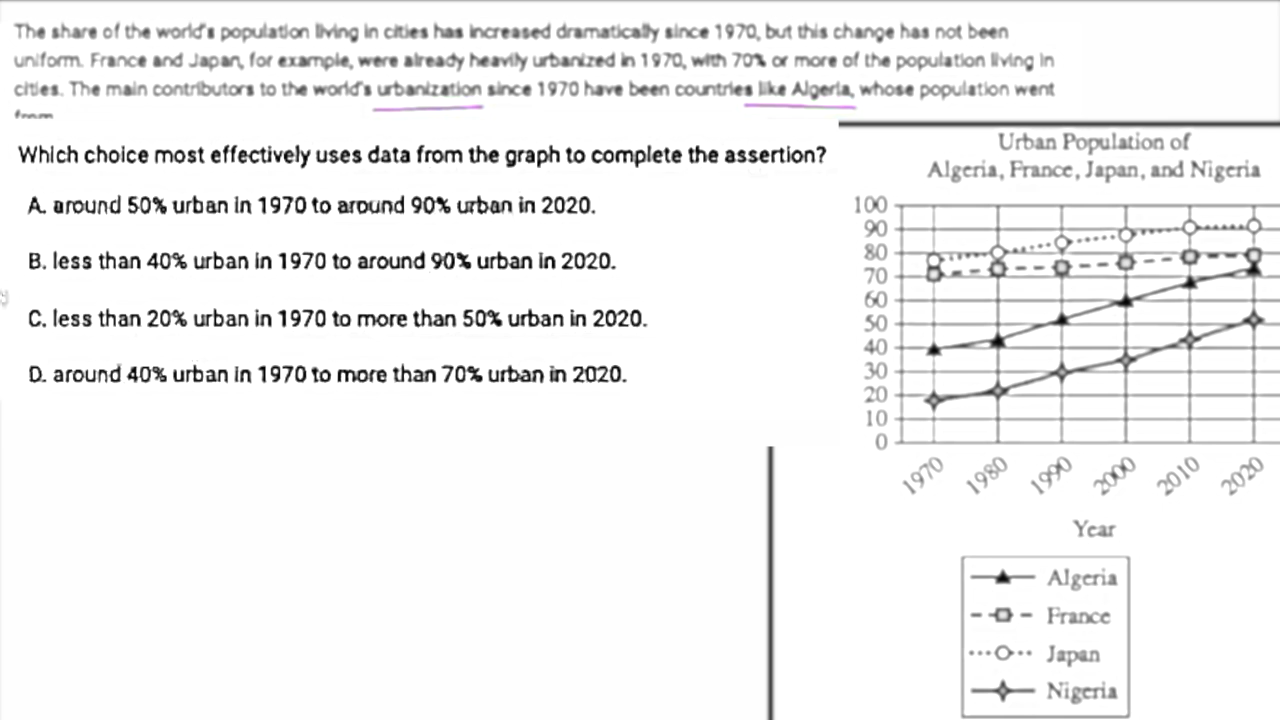 The share of the world's population living in cities has increased dramatically since 1970, but this change has not been
uniform. France and Japan, for example, were already heavily urbanized in 1970, with 70% or more of the population living in
cities. The main contributors to the world's urbanization since 1970 have been countries like Algeria, whose population went
from
Which choice most effectively uses data from the graph to complete the assertion?
A. around 50% urban in 1970 to around 90% urban in 2020.
B. less than 40% urban in 1970 to around 90% urban in 2020.
C. less than 20% urban in 1970 to more than 50% urban in 2020.
D. around 40% urban in 1970 to more than 70% urban in 2020.
Urban Population of
Algeria, France, Japan, and Nigeria
100
90
80
70
60
50
40
30
20
10
0
1970 1980 1990 2000 2010 2020
Year
Algeria
France
Japan
Nigeria